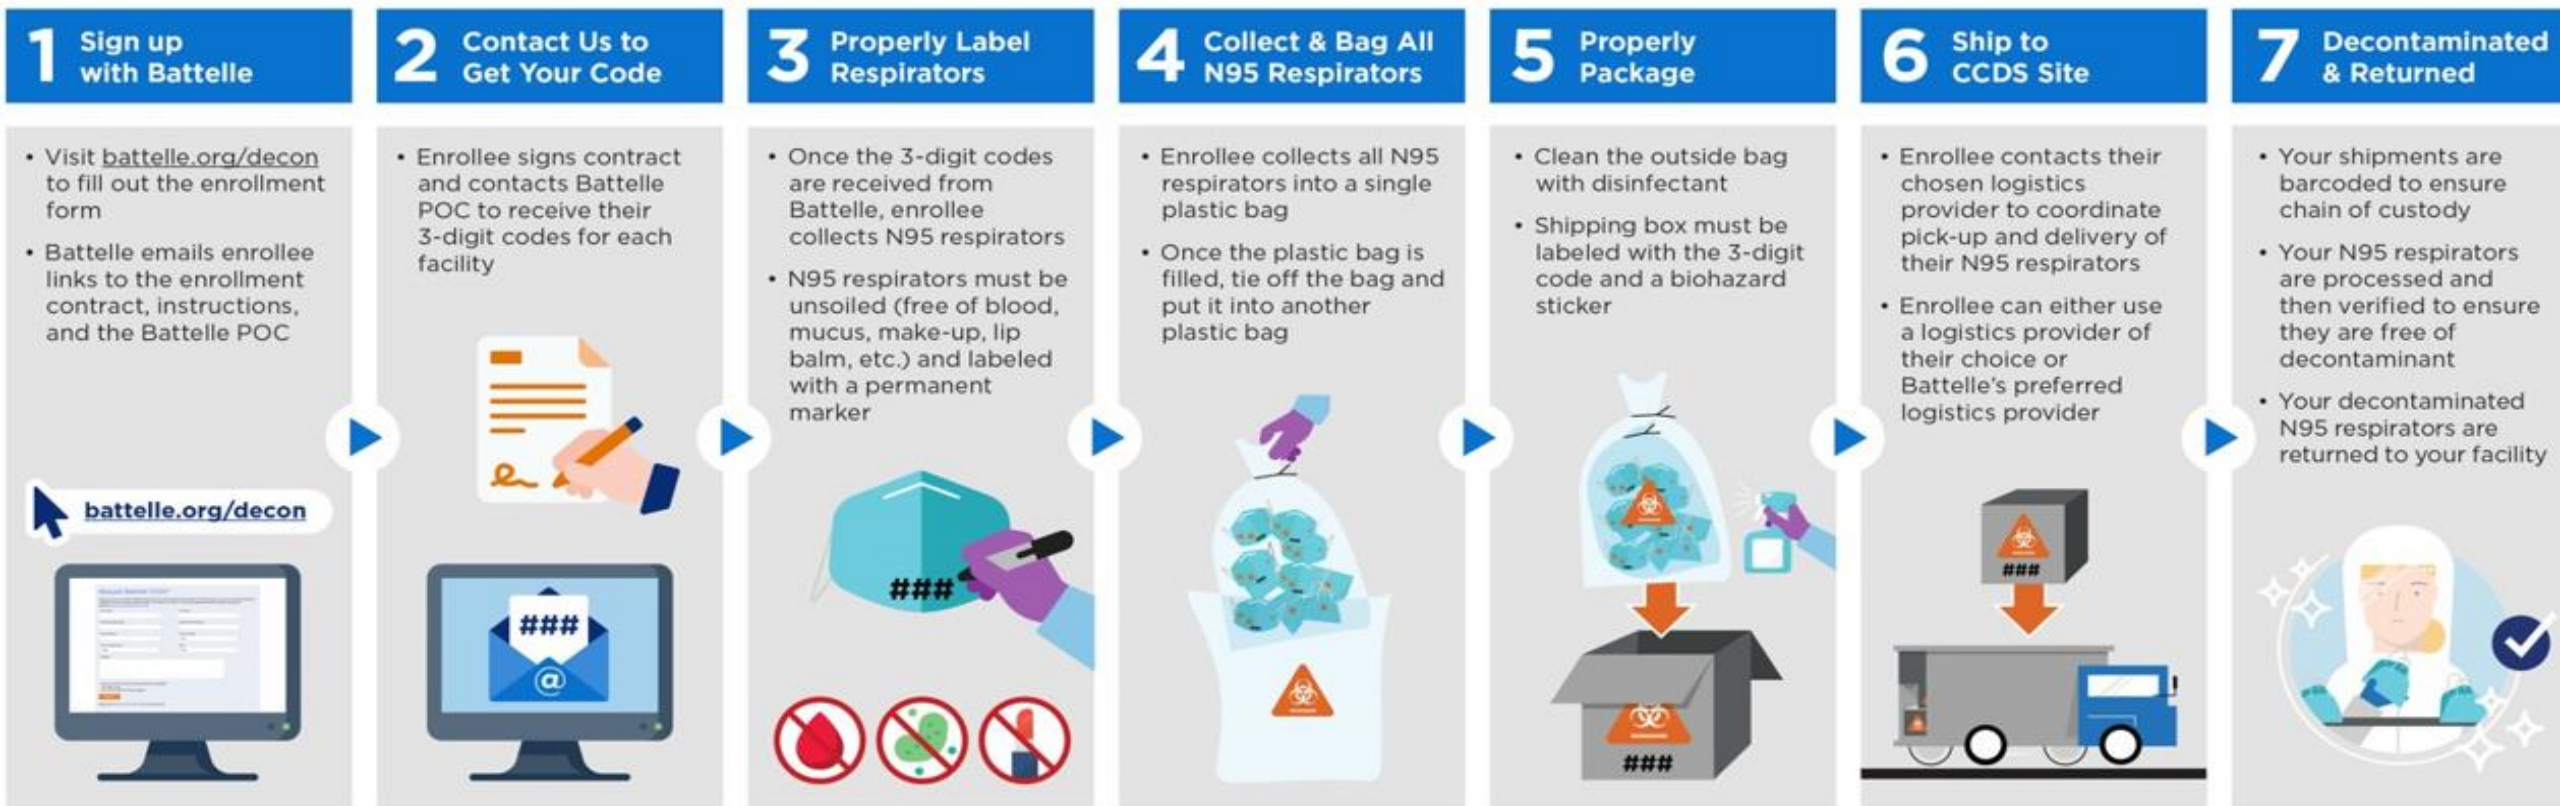 1 Sign up
with Battelle
• Visit battelle.org/decon
to fill out the enrollment
form
• Battelle emails enrollee
links to the enrollment
contract, instructions,
and the Battelle POC
battelle.org/decon
2 Contact Us to
Get Your Code
• Enrollee signs contract
and contacts Battelle
POC to receive their
3-digit codes for each
facility
###
@
3 Properly Label
Respirators
• Once the 3-digit codes
are received from
Battelle, enrollee
collects N95 respirators
• N95 respirators must be
unsoiled (free of blood,
mucus, make-up, lip
balm, etc.) and labeled
with a permanent
marker
###
4 Collect & Bag All
N95 Respirators
• Enrollee collects all N95
respirators into a single
plastic bag
• Once the plastic bag is
filled, tie off the bag and
put it into another
plastic bag
5 Properly
Package
• Clean the outside bag
with disinfectant
• Shipping box must be
labeled with the 3-digit
code and a biohazard
sticker
###
6 Ship to
CCDS Site
• Enrollee contacts their
chosen logistics
provider to coordinate
pick-up and delivery of
their N95 respirators
• Enrollee can either use
a logistics provider of
their choice or
Battelle's preferred
logistics provider
###
7 Decontaminated
& Returned
• Your shipments are
barcoded to ensure
chain of custody
• Your N95 respirators
are processed and
then verified to ensure
they are free of
decontaminant
• Your decontaminated
N95 respirators are
returned to your facility